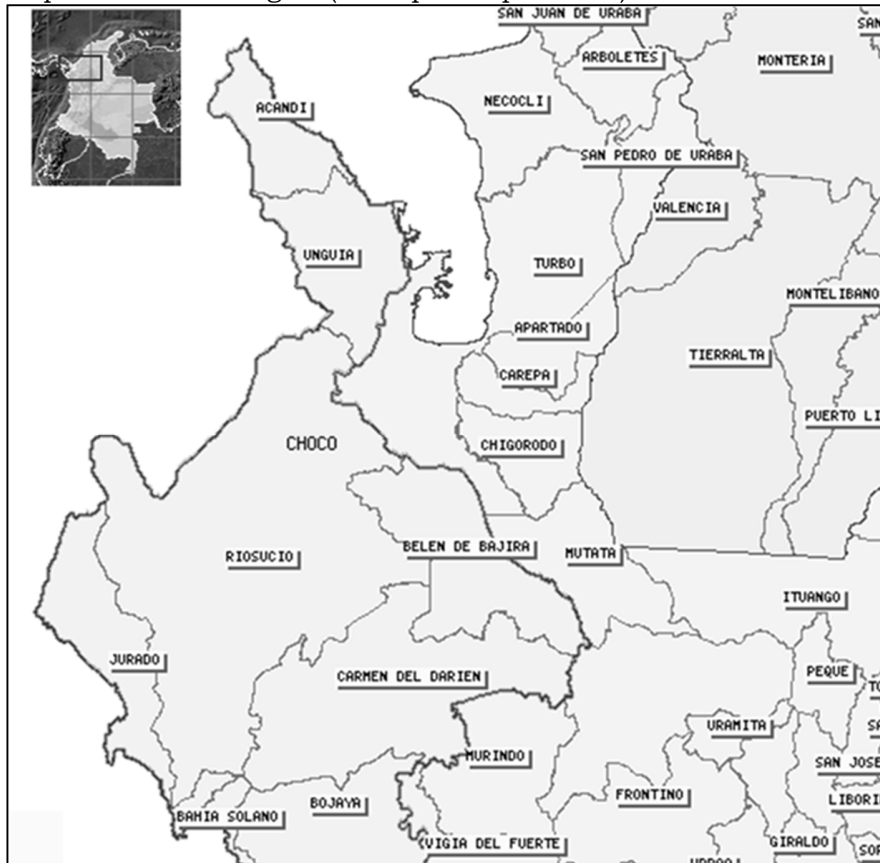 SAN JUAN DE URABA
ARBOLETES
MONTERIA
ACANDI
NECOCLI
SAN PEDRO DE URABA
VALENCIA
UNGUIA
TURBO
MONTELIBANO
APARTADO
TIERRALTA
CAREPA
PUERTO LI
CHOCO
CHIGORODO
BELEN DE BAJIRA
MUTATA
RIOSUCIO
ITUANGO
JURADO
CARMEN DEL DARIEN
PEQUE
URAMITA
MURINDO
SAN JOSE
FRONTINO
LIBORI
BOJAYA
BAHIA SOLANO
VIGIA DEL FUERTE
GIRALDO